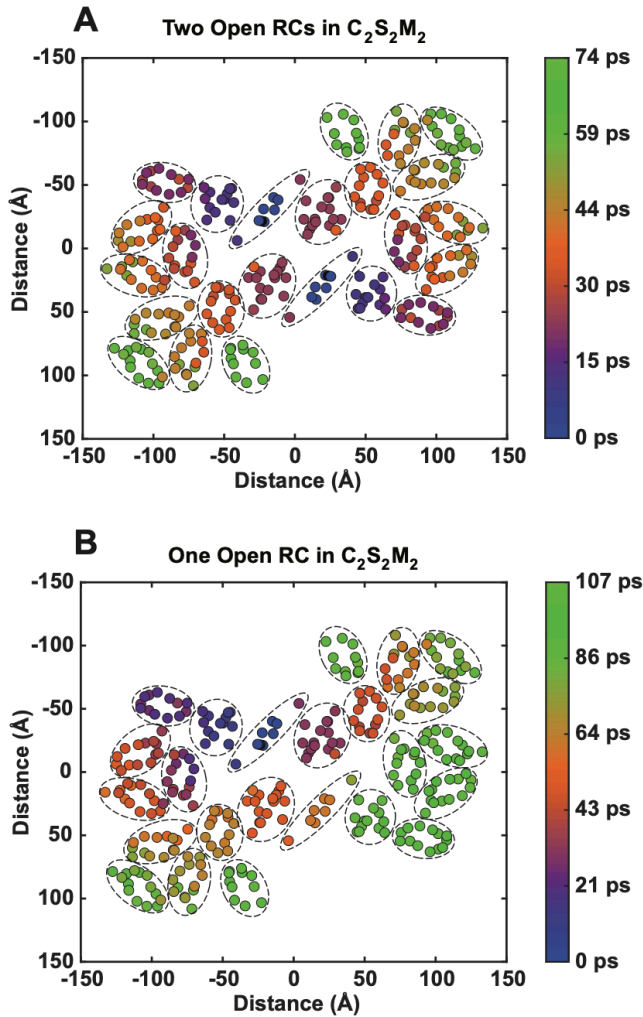 A
Two Open RCs in C₂S₂M₂
-150
-100
-50
0
50
100
150
-150 -100 -50 0 50 100 150
Distance (Å)
Distance (Å)
74 ps
59 ps
44 ps
30 ps
15 ps
0 ps
B
One Open RC in C₂S₂M₂
-150
-100
-50
0
50
100
150
-150 -100 -50 0 50 100 150
Distance (Å)
Distance (Å)
107 ps
86 ps
64 ps
43 ps
21 ps
0 ps